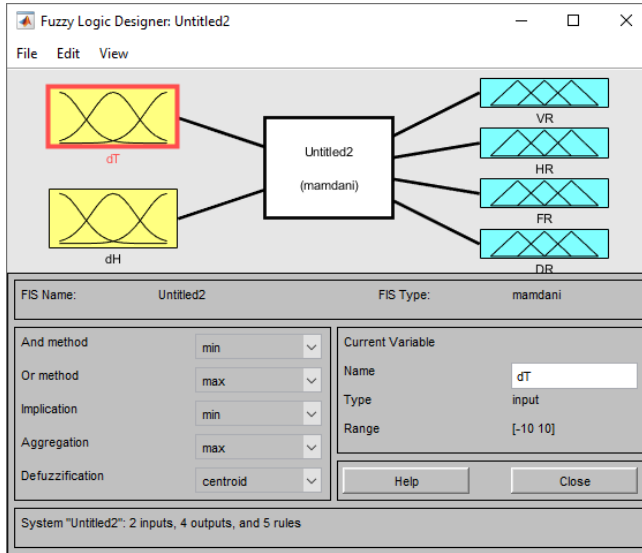 Fuzzy Logic Designer: Untitled2
File Edit View
dT
dH
Untitled2
(mamdani)
VR
HR
FR
DR
FIS Name: Untitled2 FIS Type: mamdani
And method min
Or method max
Implication min
Aggregation max
Defuzzification centroid
Current Variable
Name dT
Type input
Range [-10 10]
Help Close
System "Untitled2": 2 inputs, 4 outputs, and 5 rules